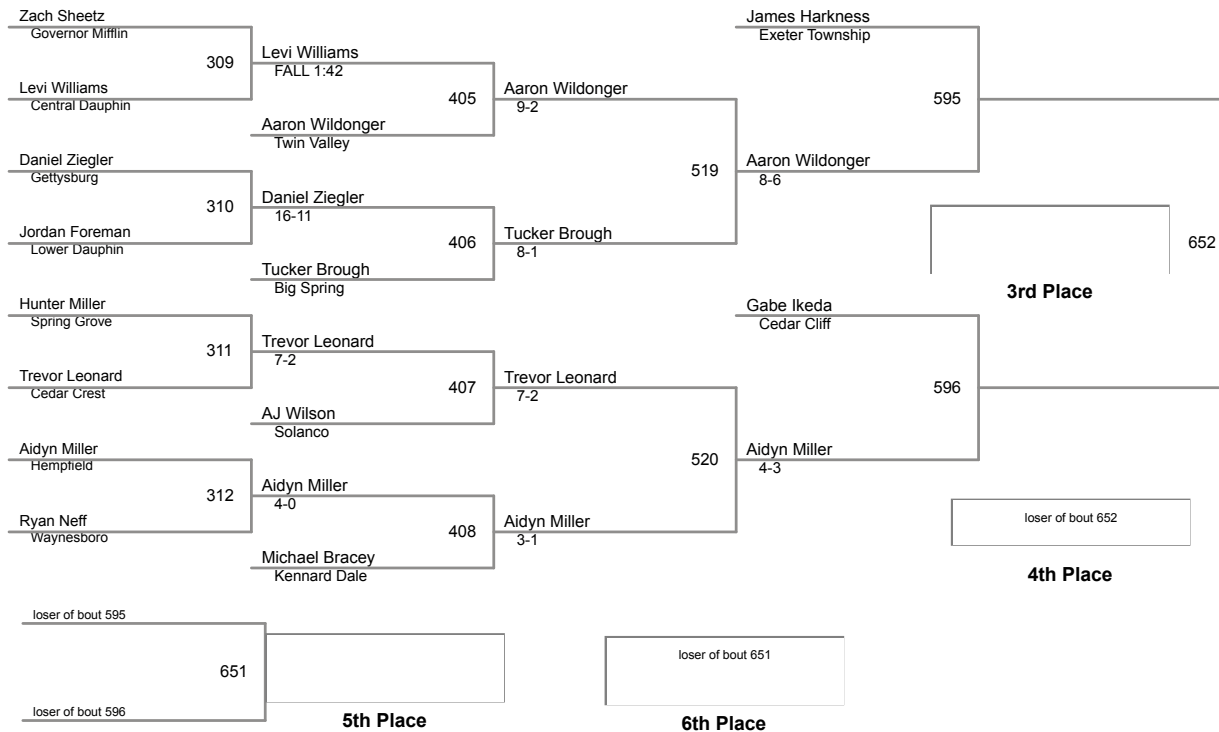 Zach Sheetz
Governor Mifflin
309
Levi Williams
Central Dauphin
Levi Williams
FALL 1:42
405
Aaron Wildonger
Twin Valley
Aaron Wildonger
9-2
Daniel Ziegler
Gettysburg
310
Jordan Foreman
Lower Dauphin
Daniel Ziegler
16-11
406
Tucker Brough
Big Spring
Tucker Brough
8-1
519
James Harkness
Exeter Township
595
Aaron Wildonger
8-6
652
3rd Place
Hunter Miller
Spring Grove
311
Trevor Leonard
Cedar Crest
Trevor Leonard
7-2
407
AJ Wilson
Solanco
Trevor Leonard
7-2
Aidyn Miller
Hempfield
312
Ryan Neff
Waynesboro
Aidyn Miller
4-0
408
Michael Bracey
Kennard Dale
Aidyn Miller
3-1
520
Gabe Ikeda
Cedar Cliff
596
Aidyn Miller
4-3
loser of bout 652
4th Place
loser of bout 595
651
loser of bout 596
5th Place
loser of bout 651
6th Place